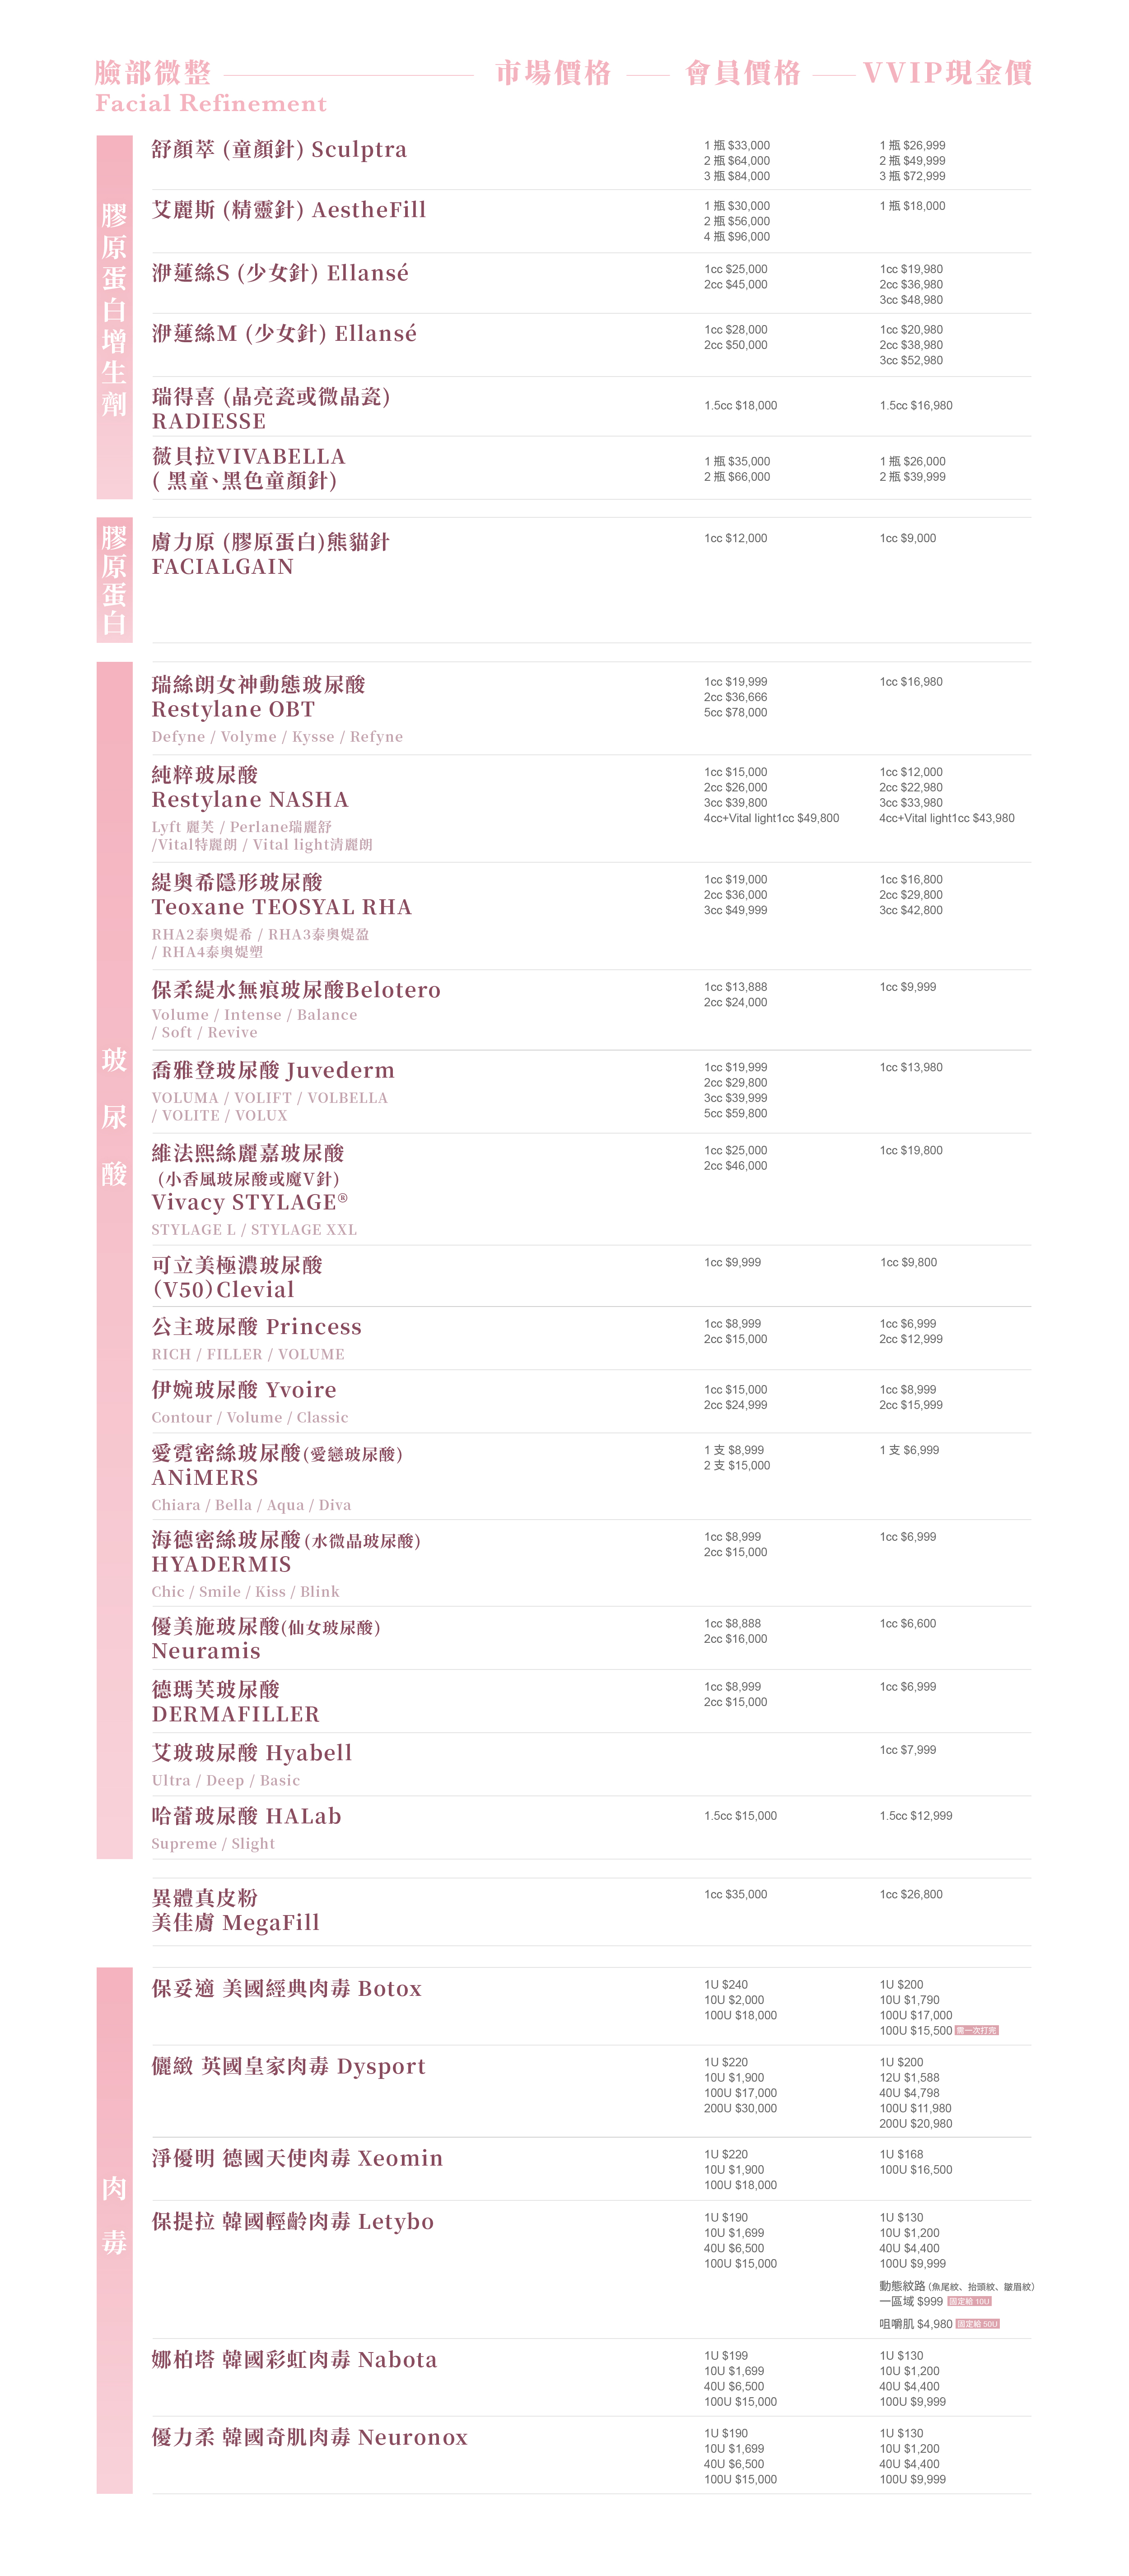 臉部微整 市場價格 會員價格 VVIP現金價
Facial Refinement
膠原蛋白增生劑
舒顏萃 (童顏針) Sculptra
1 瓶 $33,000 1 瓶 $26,999
2 瓶 $64,000 2 瓶 $49,999
3 瓶 $84,000 3 瓶 $72,999
艾麗斯 (精靈針) AestheFill
1 瓶 $30,000 1 瓶 $18,000
2 瓶 $56,000
4 瓶 $96,000
洢蓮絲S (少女針) Ellansé
1cc $25,000 1cc $19,980
2cc $45,000 2cc $36,980
3cc $48,980
洢蓮絲M (少女針) Ellansé
1cc $28,000 1cc $20,980
2cc $50,000 2cc $38,980
3cc $52,980
瑞得喜 (晶亮瓷或微晶瓷)
RADIESSE
1.5cc $18,000 1.5cc $16,980
薇貝拉VIVABELLA
( 黑童、黑色童顏針)
1 瓶 $35,000 1 瓶 $26,000
2 瓶 $66,000 2 瓶 $39,999
膠原蛋白
膚力原 (膠原蛋白)熊貓針
FACIALGAIN
1cc $12,000 1cc $9,000
玻尿酸
瑞絲朗女神動態玻尿酸
Restylane OBT
Defyne / Volyme / Kysse / Refyne
1cc $19,999 1cc $16,980
2cc $36,666
5cc $78,000
純粹玻尿酸
Restylane NASHA
Lyft 麗芙 / Perlane瑞麗舒
/Vital特麗朗 / Vital light清麗朗
1cc $15,000 1cc $12,000
2cc $26,000 2cc $22,980
3cc $39,800 3cc $33,980
4cc+Vital light1cc $49,800 4cc+Vital light1cc $43,980
緹奧希隱形玻尿酸
Teoxane TEOSYAL RHA
RHA2泰奧媞希 / RHA3泰奧媞盈
/ RHA4泰奧媞塑
1cc $19,000 1cc $16,800
2cc $36,000 2cc $29,800
3cc $49,999 3cc $42,800
保柔緹水無痕玻尿酸Belotero
Volume / Intense / Balance
/ Soft / Revive
1cc $13,888 1cc $9,999
2cc $24,000
喬雅登玻尿酸 Juvederm
VOLUMA / VOLIFT / VOLBELLA
/ VOLITE / VOLUX
1cc $19,999 1cc $13,980
2cc $29,800
3cc $39,999
5cc $59,800
維法熙絲麗嘉玻尿酸
(小香風玻尿酸或魔V針)
Vivacy STYLAGE®
STYLAGE L / STYLAGE XXL
1cc $25,000 1cc $19,800
2cc $46,000
可立美極濃玻尿酸
(V50)Clevial
1cc $9,999 1cc $9,800
公主玻尿酸 Princess
RICH / FILLER / VOLUME
1cc $8,999 1cc $6,999
2cc $15,000 2cc $12,999
伊婉玻尿酸 Yvoire
Contour / Volume / Classic
1cc $15,000 1cc $8,999
2cc $24,999 2cc $15,999
愛霓密絲玻尿酸(愛戀玻尿酸)
ANiMERS
Chiara / Bella / Aqua / Diva
1 支 $8,999 1 支 $6,999
2 支 $15,000
海德密絲玻尿酸(水微晶玻尿酸)
HYADERMIS
Chic / Smile / Kiss / Blink
1cc $8,999 1cc $6,999
2cc $15,000
優美施玻尿酸(仙女玻尿酸)
Neuramis
1cc $8,888 1cc $6,600
2cc $16,000
德瑪芙玻尿酸
DERMAFILLER
1cc $8,999 1cc $6,999
2cc $15,000
艾玻玻尿酸 Hyabell
Ultra / Deep / Basic
1cc $7,999
哈蕾玻尿酸 HALab
Supreme / Slight
1.5cc $15,000 1.5cc $12,999
異體真皮粉
美佳膚 MegaFill
1cc $35,000 1cc $26,800
肉毒
保妥適 美國經典肉毒 Botox
1U $240 1U $200
10U $2,000 10U $1,790
100U $18,000 100U $17,000
100U $15,500 需一次打完
儷緻 英國皇家肉毒 Dysport
1U $220 1U $200
10U $1,900 12U $1,588
100U $17,000 40U $4,798
200U $30,000 100U $11,980
200U $20,980
淨優明 德國天使肉毒 Xeomin
1U $220 1U $168
10U $1,900 100U $16,500
100U $18,000
保提拉 韓國輕齡肉毒 Letybo
1U $190 1U $130
10U $1,699 10U $1,200
40U $6,500 40U $4,400
100U $15,000 100U $9,999
動態紋路 (魚尾紋、抬頭紋、皺眉紋)
一區域 $999 固定給 10U
咀嚼肌 $4,980 固定給 50U
娜柏塔 韓國彩虹肉毒 Nabota
1U $199 1U $130
10U $1,699 10U $1,200
40U $6,500 40U $4,400
100U $15,000 100U $9,999
優力柔 韓國奇肌肉毒 Neuronox
1U $190 1U $130
10U $1,699 10U $1,200
40U $6,500 40U $4,400
100U $15,000 100U $9,999